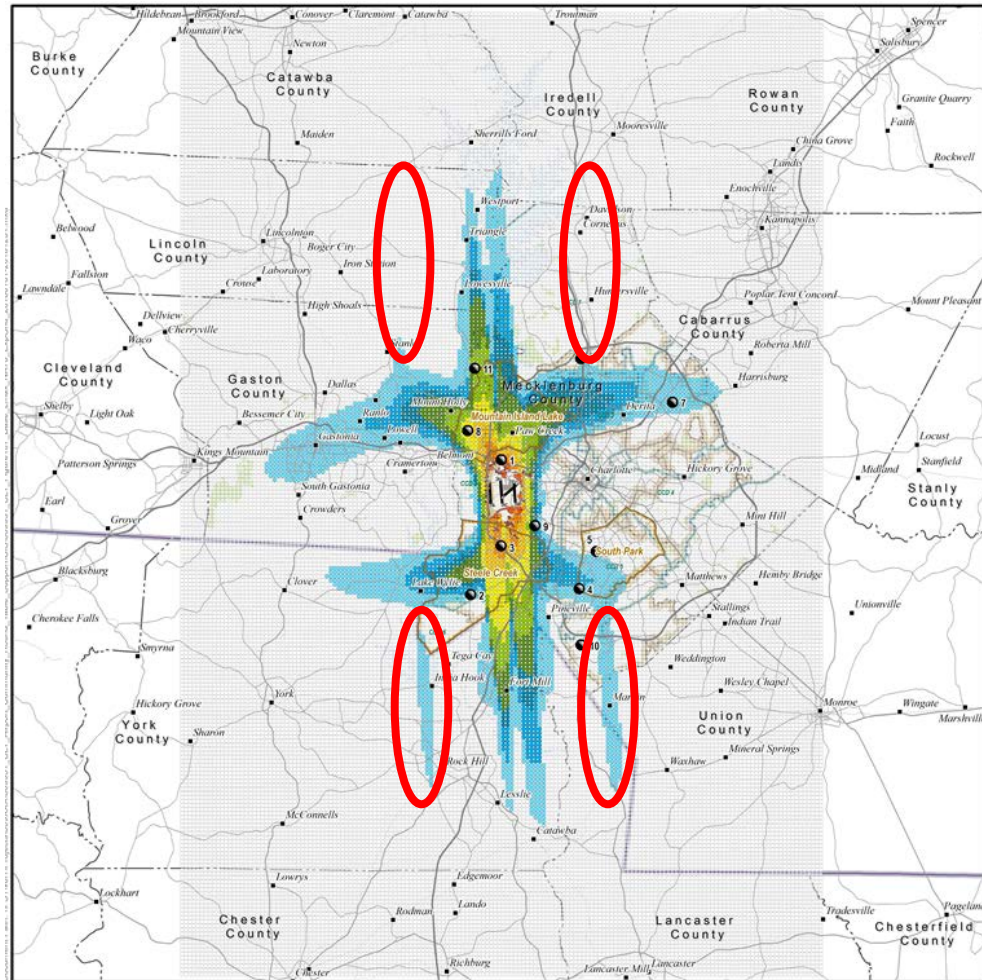 Hildebran
Brookford
Conover
Claremont
Catawba
Troutman
Spencer
Mountain View
Newton
Salisbury
Burke
County
Catawba
County
Iredell
County
Rowan
County
Granite Quarry
Faith
Maiden
Sherrills Ford
Mooresville
China Grove
Landis
Rockwell
Enochville
Kannapolis
Westport
Davidson
Cornelius
Belwood
Lincoln
County
Lincolnton
Boger City
Triangle
Iron Station
Laboratory
Fallston
Lawndale
Crouse
Lowesville
Huntersville
Poplar Tent
Concord
Mount Pleasant
High Shoals
Dellview
Cherryville
Waco
Cabarrus
County
Roberta Mill
Cleveland
County
Gaston
County
11
Mecklenburg
County
Harrisburg
Dallas
Shelby
Light Oak
Bessemer City
Ranlo
Mount Holly
Mountain Island Lake
Derita
7
8
Paw Creek
Powell
Gastonia
Locust
Kings Mountain
Belmont
1
Patterson Springs
Cramerton
Charlotte
Hickory Grove
Midland
Stanfield
Stanly
County
South Gastonia
CCD 4
Earl
Crowders
Grover
9
Mint Hill
3
5
South Park
Blacksburg
Steele Creek
Clover
Lake Wylie
2
4
Matthews
Hemby Bridge
Cherokee Falls
Pineville
Stallings
Indian Trail
Unionville
Smyrna
10
Tega Cay
Weddington
India Hook
Fort Mill
Marvin
Wesley Chapel
York
Hickory Grove
York
County
Sharon
Union
County
Monroe
Wingate
Marshville
Mineral Springs
Rock Hill
Waxhaw
Lesslie
McConnells
Catawba
Lowrys
Edgemoor
Lockhart
Lando
Rodman
Chester
County
Lancaster
County
Tradesville
Pageland
Chesterfield
County
Richburg
Chester
Lancaster Mill
Lancaster